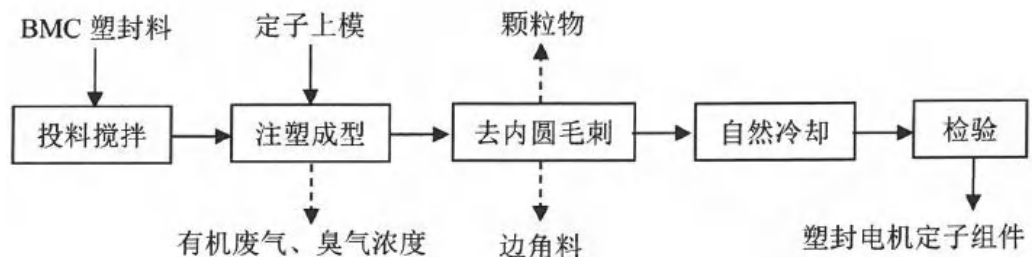 BMC 塑封料
定子上模
颗粒物
投料搅拌
注塑成型
去内圆毛刺
自然冷却
检验
有机废气、臭气浓度
边角料
塑封电机定子组件